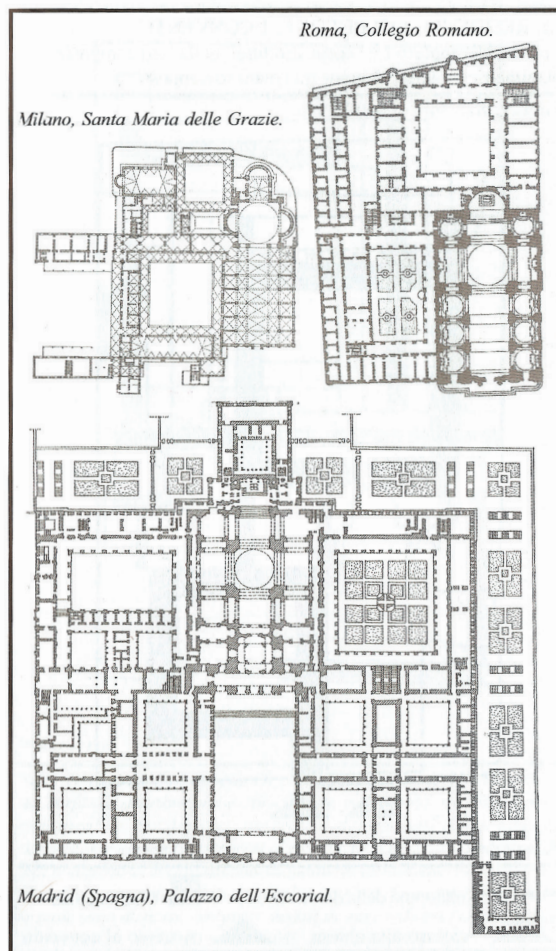 Roma, Collegio Romano.
Milano, Santa Maria delle Grazie.
Madrid (Spagna), Palazzo dell'Escorial.